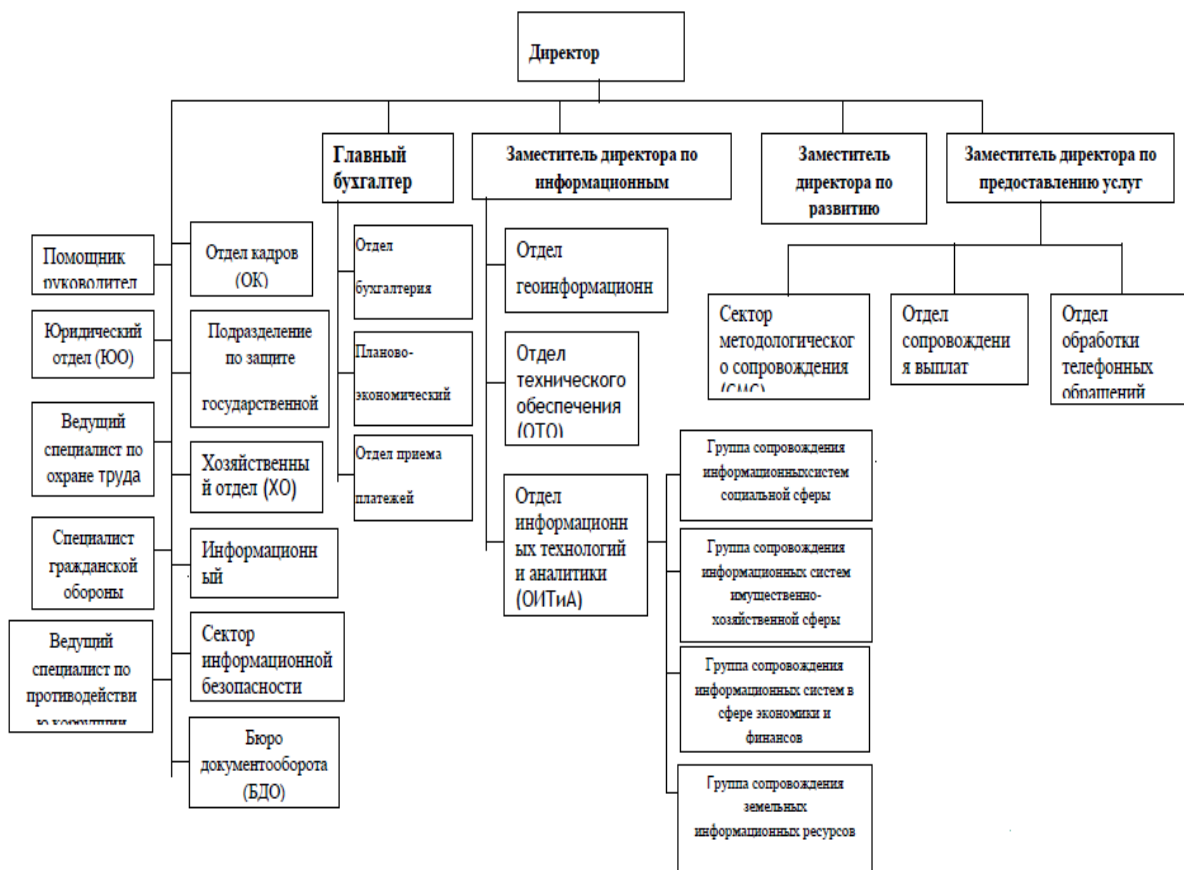 Директор
Главный
бухгалтер
Заместитель директора по
информационным
Заместитель
директора по
развитию
Заместитель директора по
предоставлению услуг
Помощник
руководител
Отдел кадров
(ОК)
Отдел
бухгалтерия
Отдел
геоинформационн
Сектор
методологическог
о сопровождения
(СМС)
Отдел
сопровождени
я выплат
Отдел
обработки
телефонных
обращений
Юридический
отдел (ЮО)
Подразделение
по защите
государственной
Планово-
экономический
Отдел
технического
обеспечения
(ОТО)
Ведущий
специалист по
охране труда
Хозяйственны
й отдел (ХО)
Отдел приема
платежей
Отдел
информационн
ых технологий
и аналитики
(ОИТиА)
Группа сопровождения
информационныхсистем
социальной сферы
Специалист
гражданской
обороны
Информационн
ый
Группа сопровождения
информационных систем
имущественно-
хозяйственной сферы
Ведущий
специалист по
противодействи
ю коррупции
Сектор
информационной
безопасности
Группа сопровождения
информационных систем в
сфере экономики и
финансов
Бюро
документооборота
(БДО)
Группа сопровождения
земельных
информационных ресурсов